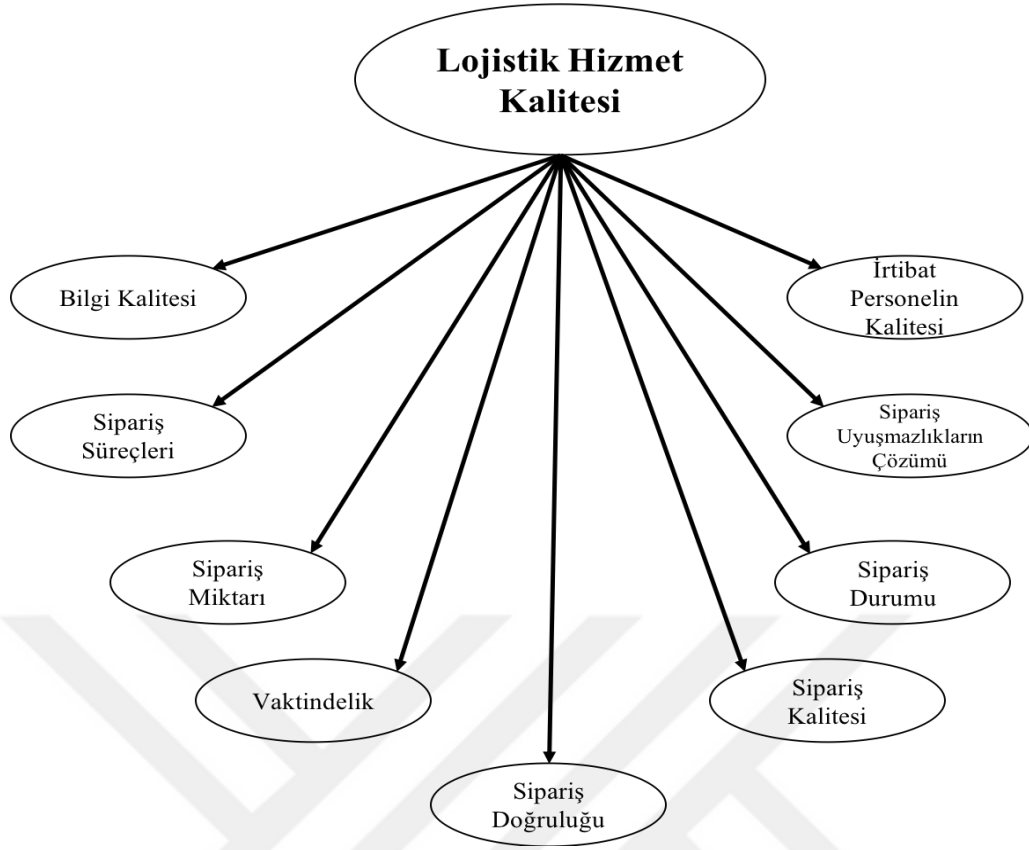 Lojistik Hizmet
Kalitesi
Bilgi Kalitesi
İrtibat
Personelin
Kalitesi
Sipariş
Süreçleri
Sipariş
Uyuşmazlıkların
Çözümü
Sipariş
Miktarı
Sipariş
Durumu
Vaktindelik
Sipariş
Kalitesi
Sipariş
Doğruluğu